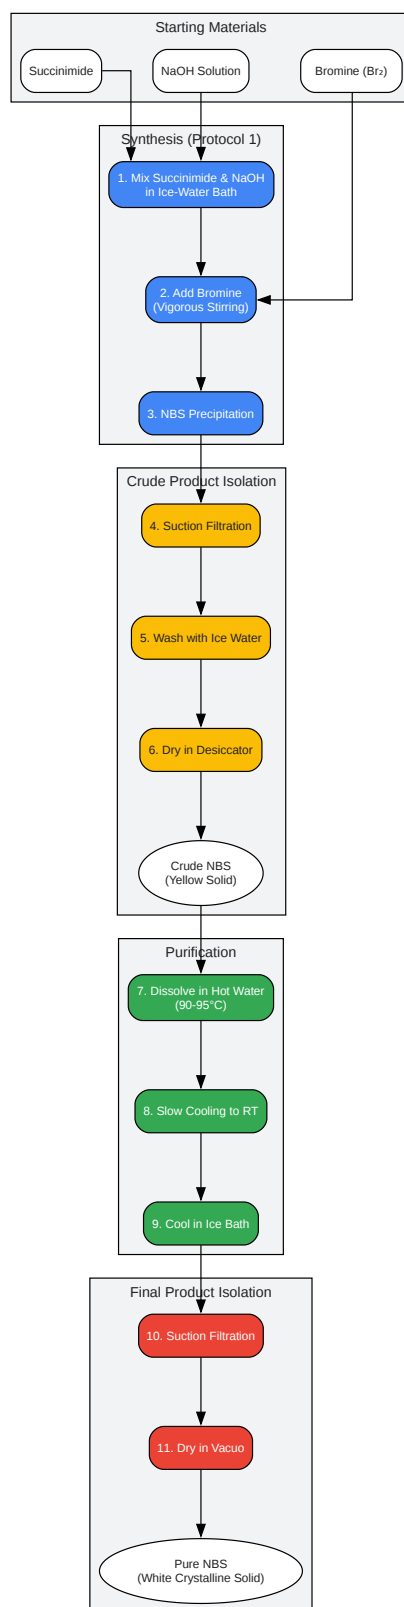 Starting Materials
Succinimide
NaOH Solution
Bromine (Br₂)
Synthesis (Protocol 1)
1. Mix Succinimide & NaOH
in Ice-Water Bath
2. Add Bromine
(Vigorous Stirring)
3. NBS Precipitation
Crude Product Isolation
4. Suction Filtration
5. Wash with Ice Water
6. Dry in Desiccator
Crude NBS
(Yellow Solid)
Purification
7. Dissolve in Hot Water
(90-95°C)
8. Slow Cooling to RT
9. Cool in Ice Bath
Final Product Isolation
10. Suction Filtration
11. Dry in Vacuo
Pure NBS
(White Crystalline Solid)